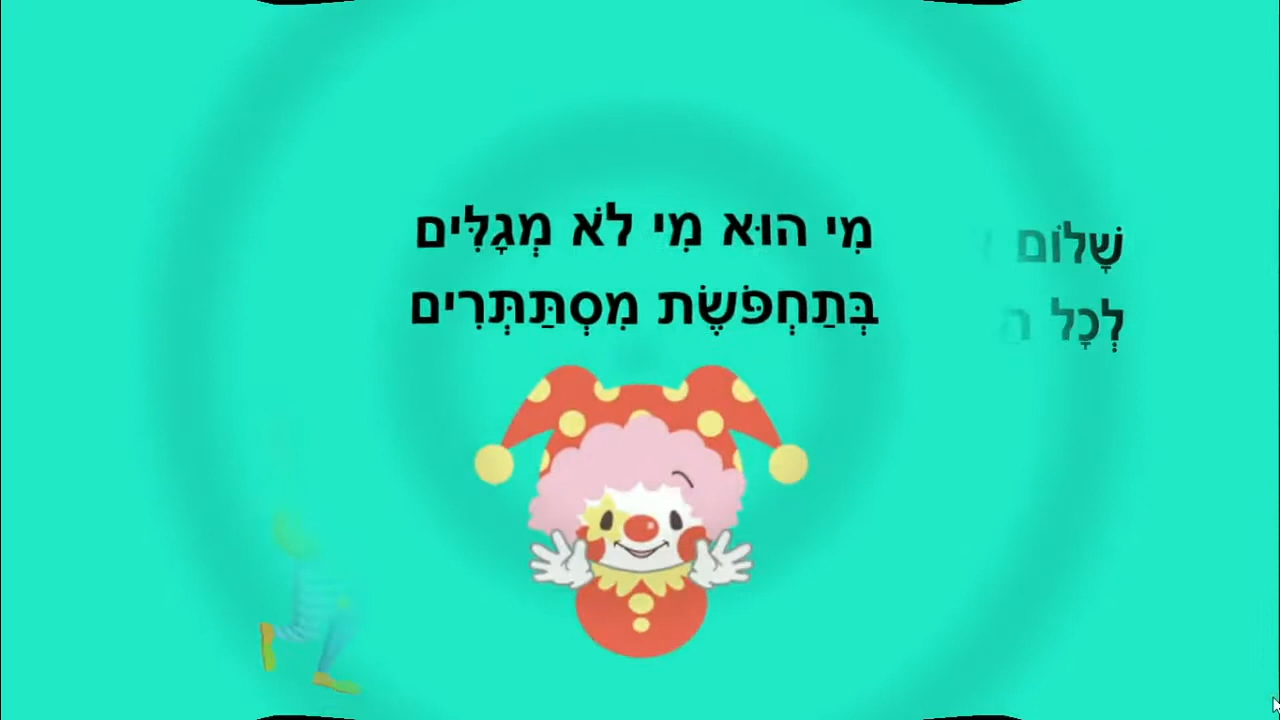 מִי הוּא מִי לֹא מְגָלִּים
בְּתַחְפֹּשֶׂת מִסְתַּתְּרִים
שָׁלוֹם
לְכָל